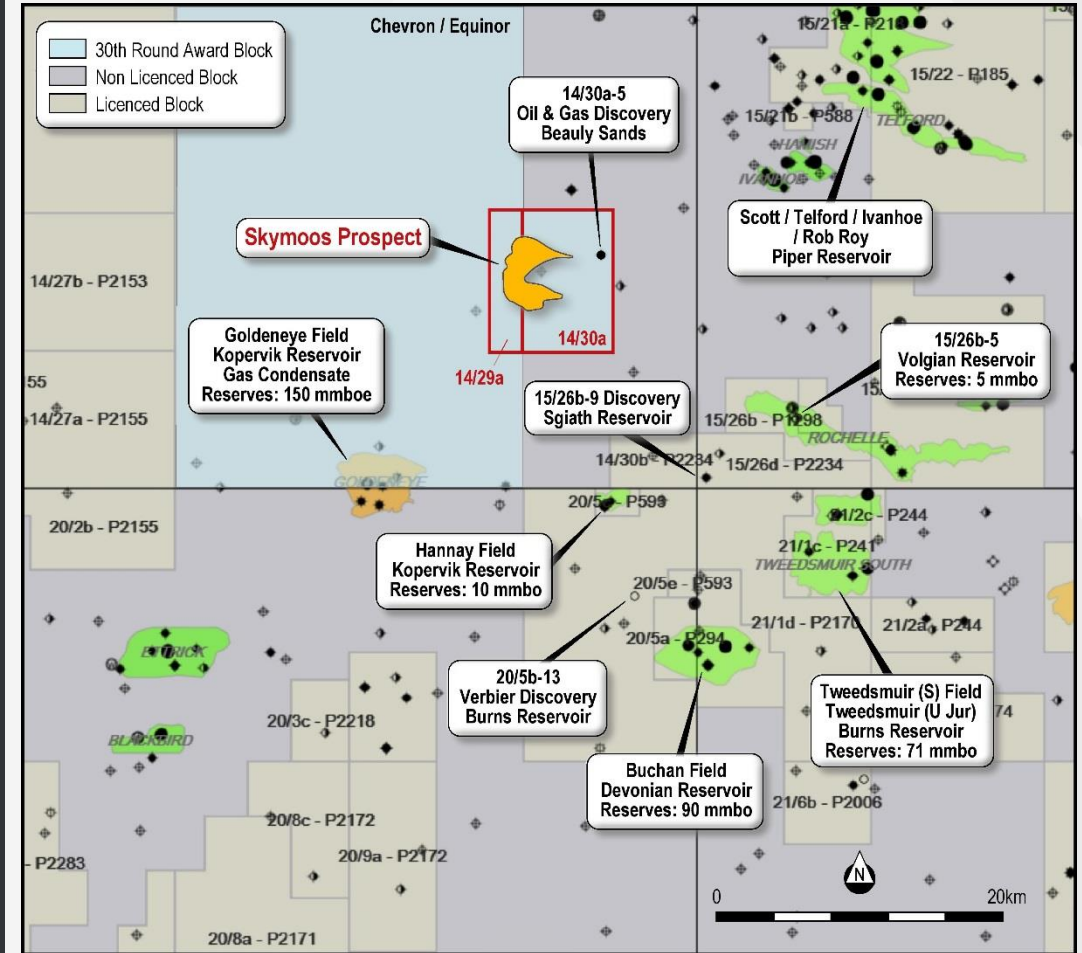 Chevron / Equinor
30th Round Award Block
Non Licenced Block
Licenced Block
15/21a - P218
15/22 - P185
14/30a-5
Oil & Gas Discovery
Beauly Sands
15/21b - P588
TELFORD
HAMISH
IVANHOE
Scott / Telford / Ivanhoe
/ Rob Roy
Piper Reservoir
Skymoos Prospect
14/27b - P2153
14/30a
14/29a
Goldeneye Field
Kopervik Reservoir
Gas Condensate
Reserves: 150 mmboe
15/26b-5
Volgian Reservoir
Reserves: 5 mmbo
14/27a - P2155
15/26b-9 Discovery
Sgiath Reservoir
15/26b - P1298
ROCHELLE
14/30b - P2234
15/26d - P2234
GOLDENEYE
20/2b - P2155
- P593
21/2c - P244
Hannay Field
Kopervik Reservoir
Reserves: 10 mmbo
21/1c - P241
TWEEDSMUIR SOUTH
20/5e - P593
21/1d - P2170
21/2a - P244
20/5a - P294
ETTRICK
20/5b-13
Verbier Discovery
Burns Reservoir
Tweedsmuir (S) Field
Tweedsmuir (U Jur)
Burns Reservoir
Reserves: 71 mmbo
74
20/3c - P2218
BLACKBIRD
Buchan Field
Devonian Reservoir
Reserves: 90 mmbo
21/6b - P2006
20/8c - P2172
20/9a - P2172
- P2283
N
0
20km
20/8a - P2171